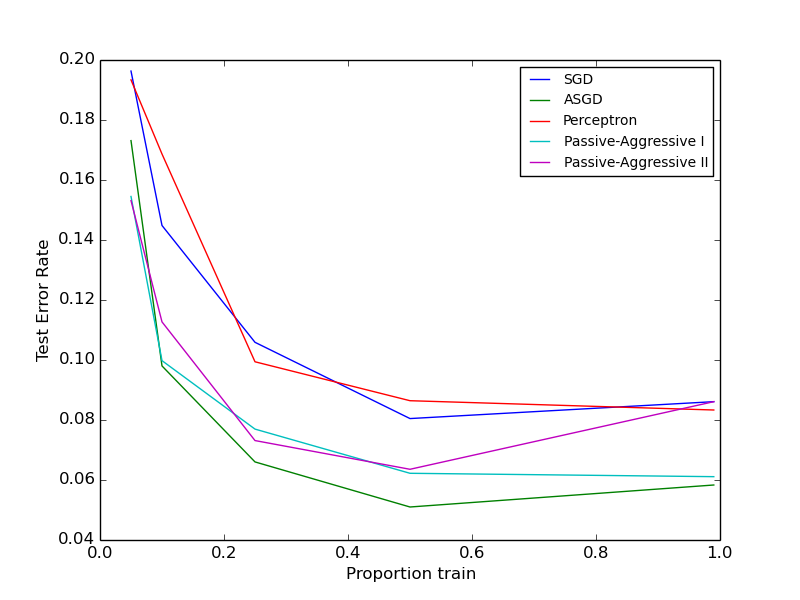 0.20
0.18
0.16
0.14
0.12
0.10
0.08
0.06
0.04
Test Error Rate
SGD
ASGD
Perceptron
Passive-Aggressive I
Passive-Aggressive II
0.0 0.2 0.4 0.6 0.8 1.0
Proportion train